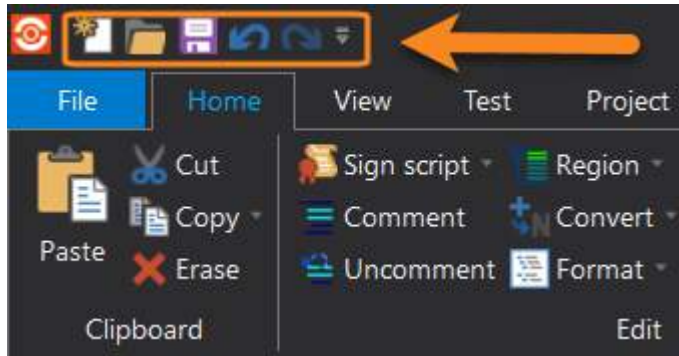 File Home View Test Project
Cut Sign script Region
Copy Comment N Convert
Paste Erase Uncomment Format
Clipboard Edit